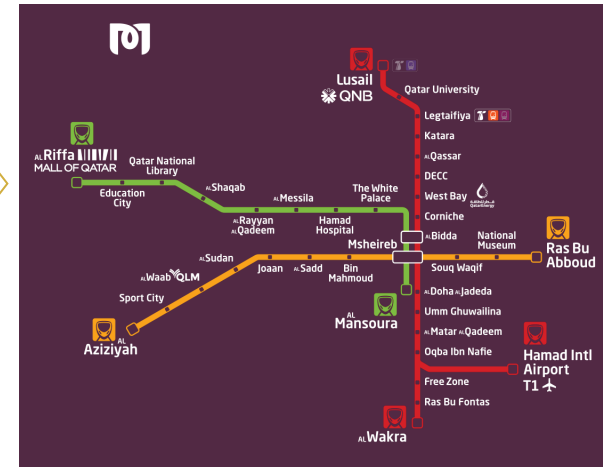 Lusail
QNB
Qatar University
Legtaifiya
Katara
AL Qassar
DECC
West Bay
QatarEnergy
Corniche
AL Bidda
AL Riffa
MALL OF QATAR
Education
City
Qatar National
Library
AL Shaqab
AL Rayyan
AL Qadeem
AL Messila
Hamad
Hospital
The White
Palace
Msheireb
National
Museum
Ras Bu
Abboud
Souq Waqif
AL Sudan
AL Waab QLM
Sport City
AL
Aziziyah
Joaan
AL Sadd
Bin
Mahmoud
AL
Mansoura
AL Doha AL Jadeda
Umm Ghuwailina
AL Matar AL Qadeem
Oqba Ibn Nafie
Hamad Intl
Airport
T1
Free Zone
Ras Bu Fontas
AL Wakra